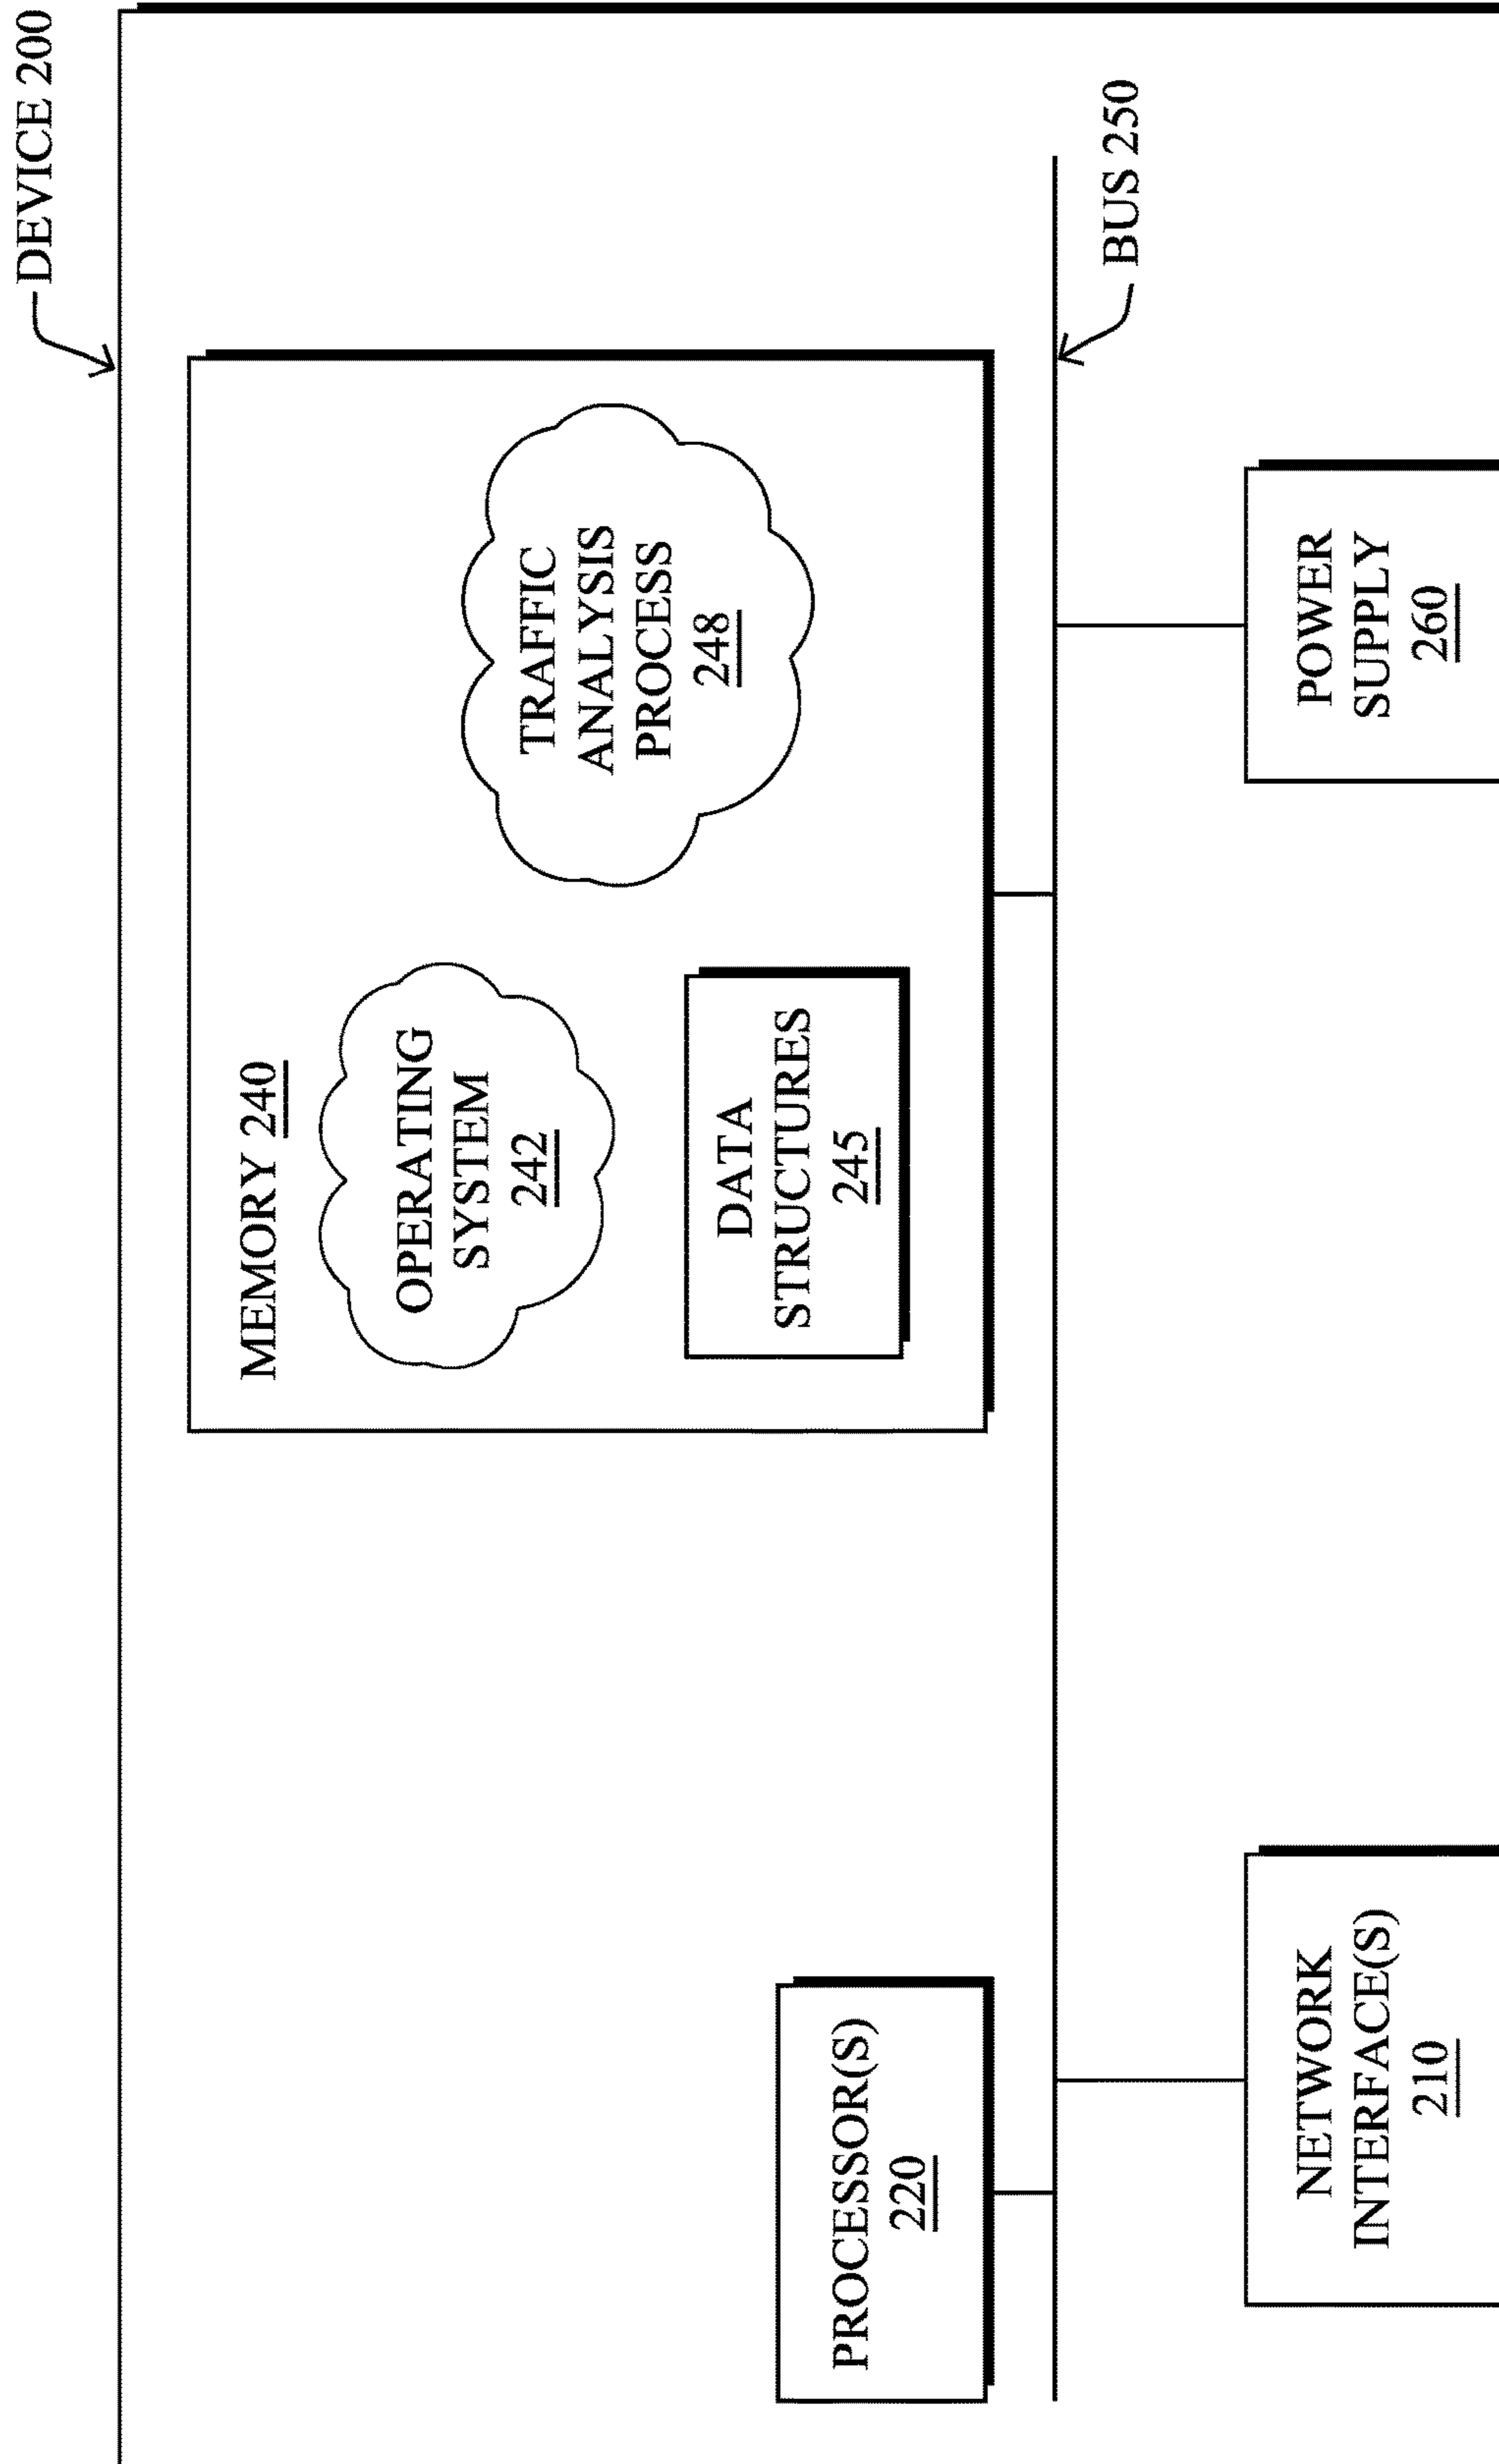 DEVICE 200
MEMORY 240
OPERATING
SYSTEM
242
TRAFFIC
ANALYSIS
PROCESS
248
DATA
STRUCTURES
245
PROCESSOR(S)
220
BUS 250
NETWORK
INTERFACE(S)
210
POWER
SUPPLY
260